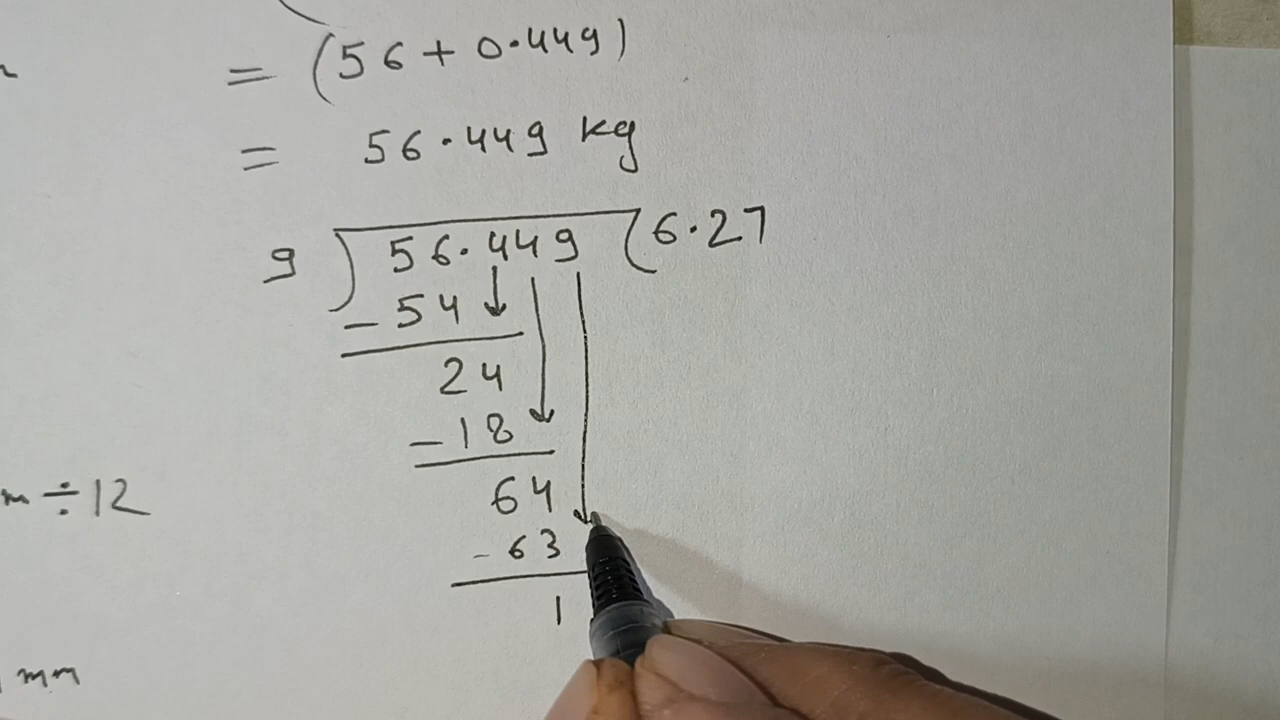 = (56 + 0.449)
= 56.449 kg
9 ) 56.449 ( 6.27
- 54
24
- 18
64
m ÷ 12
- 63
1
mm